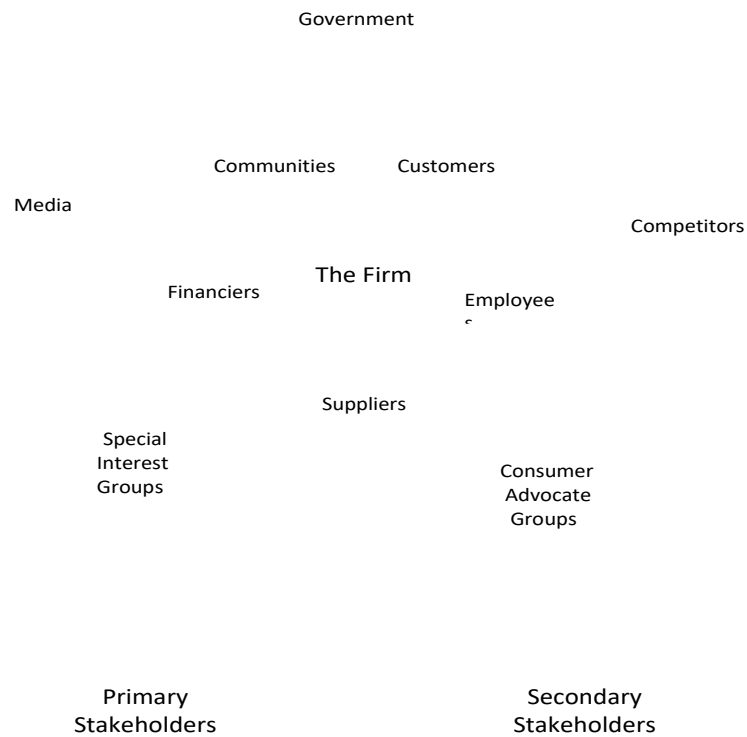 Government
Communities
Customers
Media
Competitors
The Firm
Financiers
Employee
s
Suppliers
Special
Interest
Groups
Consumer
Advocate
Groups
Primary
Stakeholders
Secondary
Stakeholders